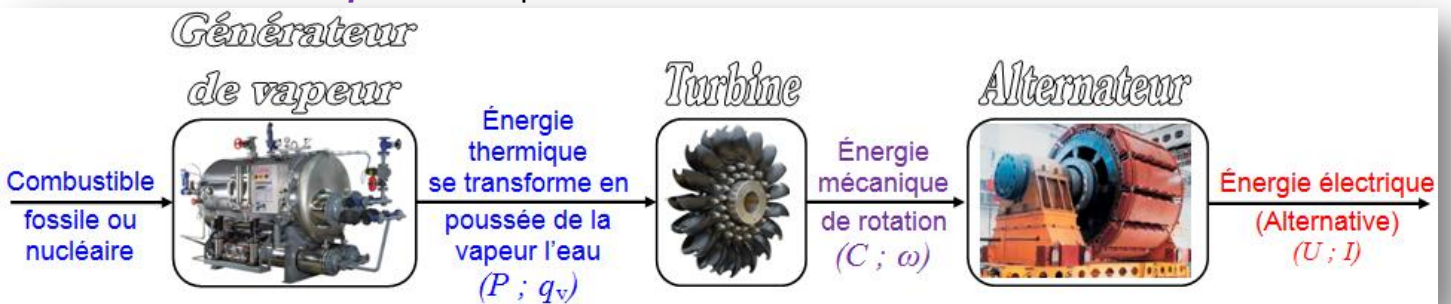 Générateur
de vapeur
Turbine
Alternateur
Combustible
fossile ou
nucléaire
Énergie
thermique
se transforme en
poussée de la
vapeur l’eau
(P ; qv)
Énergie
mécanique
de rotation
(C ; ω)
Énergie électrique
(Alternative)
(U ; I)